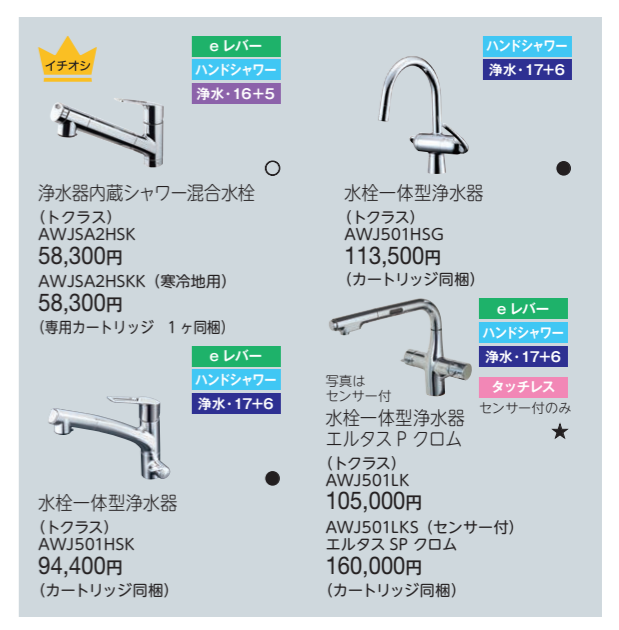 イチオシ
eレバー
ハンドシャワー
浄水・16+5
○
浄水器内蔵シャワー混合水栓
（トクラス）
AWJSA2HSK
58,300円
AWJSA2HSKK（寒冷地用）
58,300円
（専用カートリッジ　1ヶ同梱）
ハンドシャワー
浄水・17+6
●
水栓一体型浄水器
（トクラス）
AWJ501HSG
113,500円
（カートリッジ同梱）
eレバー
ハンドシャワー
浄水・17+6
●
水栓一体型浄水器
（トクラス）
AWJ501HSK
94,400円
（カートリッジ同梱）
eレバー
ハンドシャワー
浄水・17+6
タッチレス
センサー付のみ
★
写真は
センサー付
水栓一体型浄水器
エルタス P クロム
（トクラス）
AWJ501LK
105,000円
AWJ501LKS（センサー付）
エルタス SP クロム
160,000円
（カートリッジ同梱）